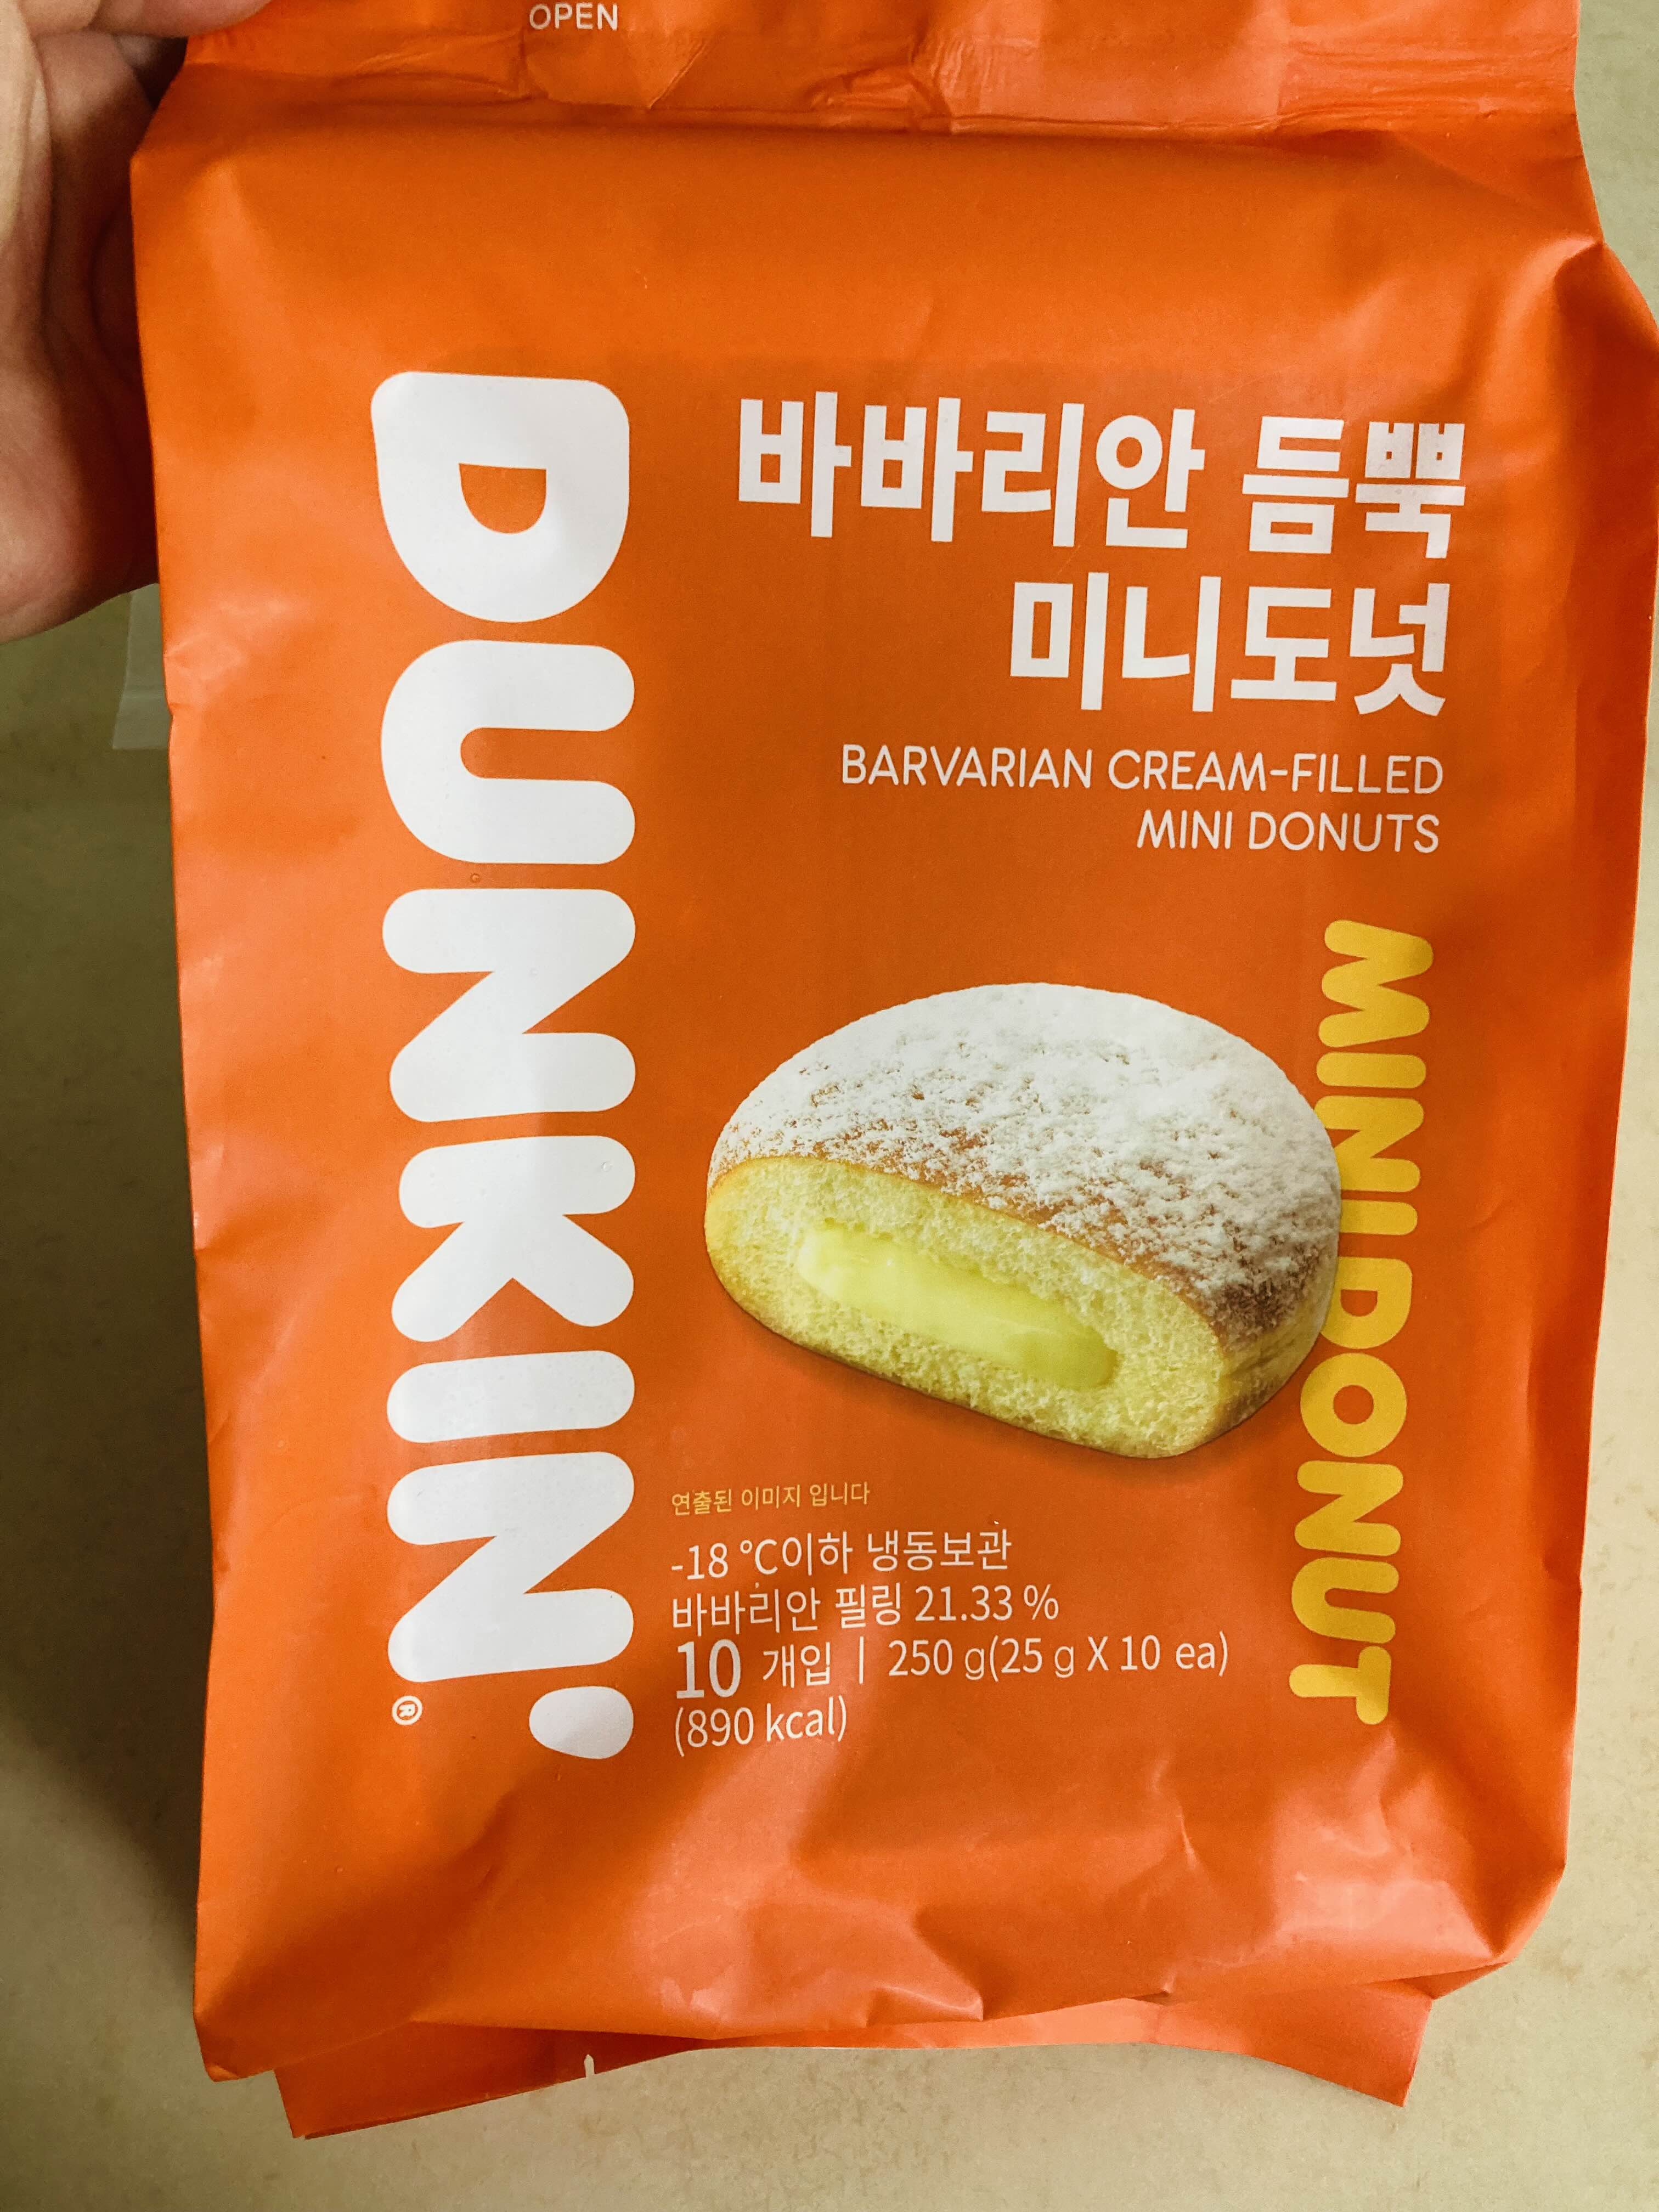 OPEN
DUNKIN'
®
바바리안 듬뿍
미니도넛
BARVARIAN CREAM-FILLED
MINI DONUTS
MINI DONUT
연출된 이미지 입니다
-18 ℃이하 냉동보관
바바리안 필링 21.33 %
10 개입 | 250 g(25 g X 10 ea)
(890 kcal)